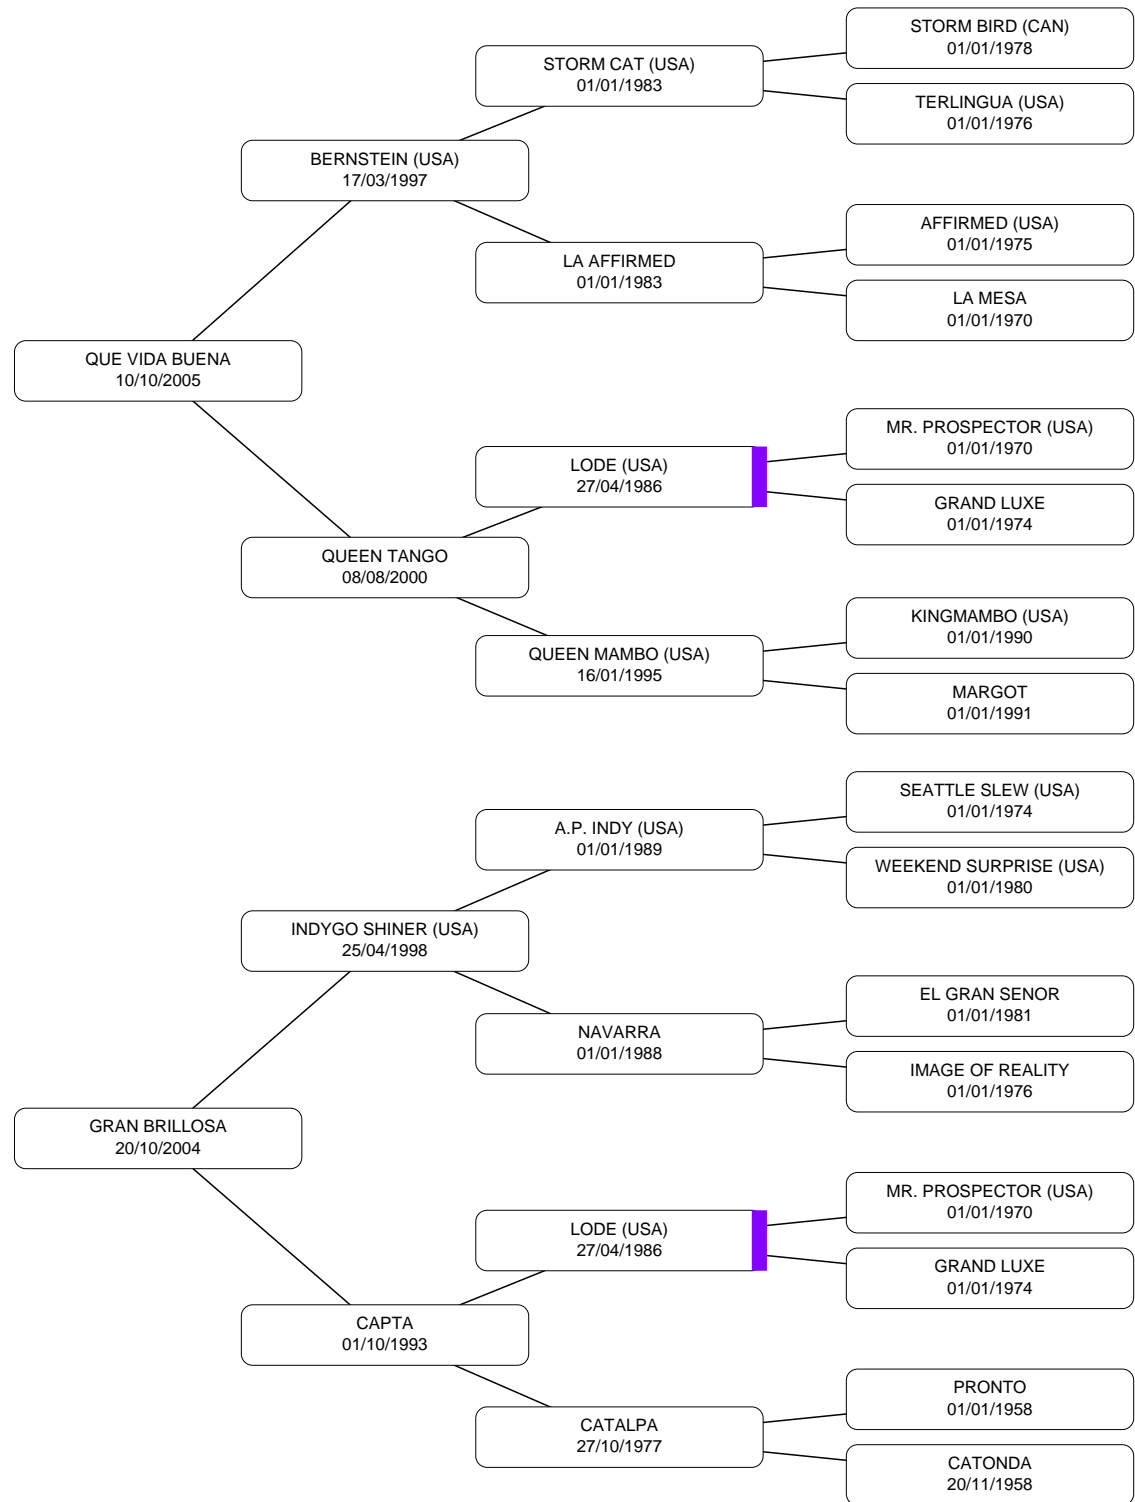 STORM BIRD (CAN)
01/01/1978
STORM CAT (USA)
01/01/1983
TERLINGUA (USA)
01/01/1976
BERNSTEIN (USA)
17/03/1997
AFFIRMED (USA)
01/01/1975
LA AFFIRMED
01/01/1983
LA MESA
01/01/1970
QUE VIDA BUENA
10/10/2005
MR. PROSPECTOR (USA)
01/01/1970
LODE (USA)
27/04/1986
GRAND LUXE
01/01/1974
QUEEN TANGO
08/08/2000
KINGMAMBO (USA)
01/01/1990
QUEEN MAMBO (USA)
16/01/1995
MARGOT
01/01/1991
SEATTLE SLEW (USA)
01/01/1974
A.P. INDY (USA)
01/01/1989
WEEKEND SURPRISE (USA)
01/01/1980
INDYGO SHINER (USA)
25/04/1998
EL GRAN SENOR
01/01/1981
NAVARRA
01/01/1988
IMAGE OF REALITY
01/01/1976
GRAN BRILLOSA
20/10/2004
MR. PROSPECTOR (USA)
01/01/1970
LODE (USA)
27/04/1986
GRAND LUXE
01/01/1974
CAPTA
01/10/1993
PRONTO
01/01/1958
CATALPA
27/10/1977
CATONDA
20/11/1958